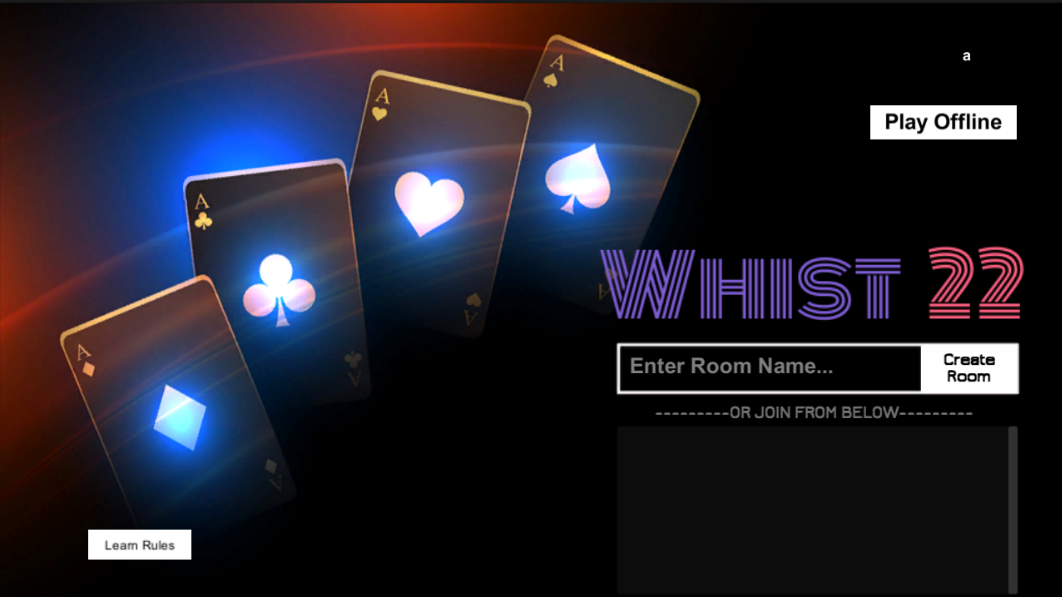 a
Play Offline
A
A
A
A
A
A
A
A
WHIST 22
Enter Room Name...
Create
Room
---------OR JOIN FROM BELOW---------
Learn Rules